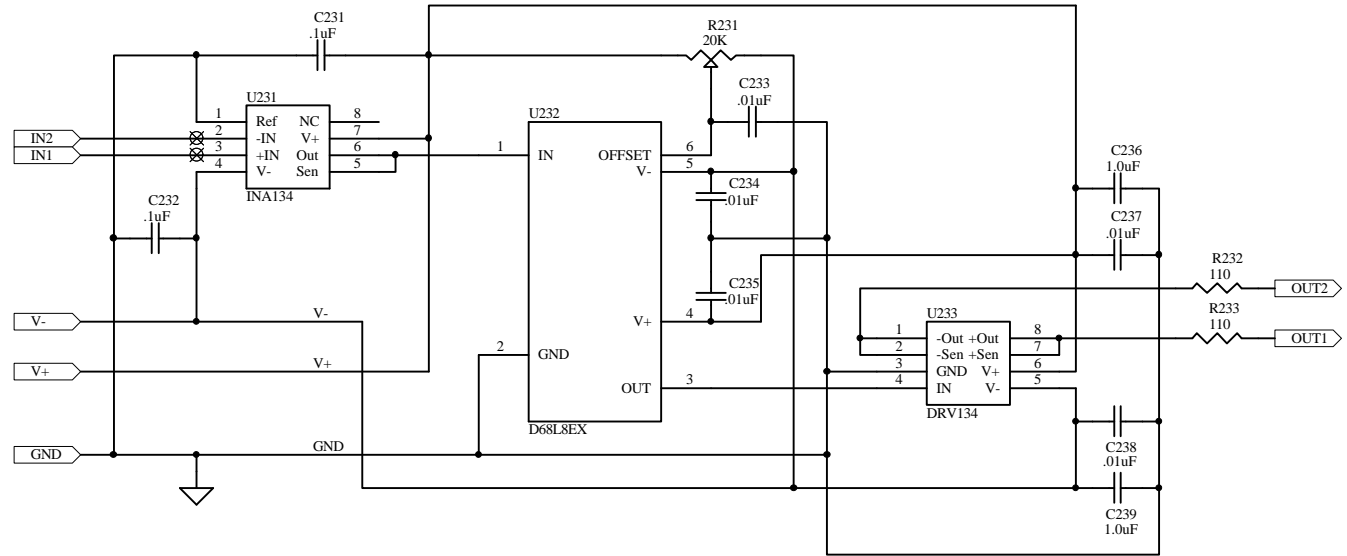 C231
.1uF
R231
20K
C233
.01uF
U231
1 Ref NC 8
2 -IN V+ 7
3 +IN Out 6
4 V- Sen 5
INA134
IN2
IN1
C232
.1uF
U232
1 IN OFFSET 6
V- 5
C234
.01uF
C235
.01uF
V+ 4
2 GND
OUT 3
D68L8EX
C236
1.0uF
C237
.01uF
R232
110
OUT2
R233
110
OUT1
U233
1 -Out +Out 8
2 -Sen +Sen 7
3 GND V+ 6
4 IN V- 5
DRV134
C238
.01uF
C239
1.0uF
V- V-
V+ V+
GND GND